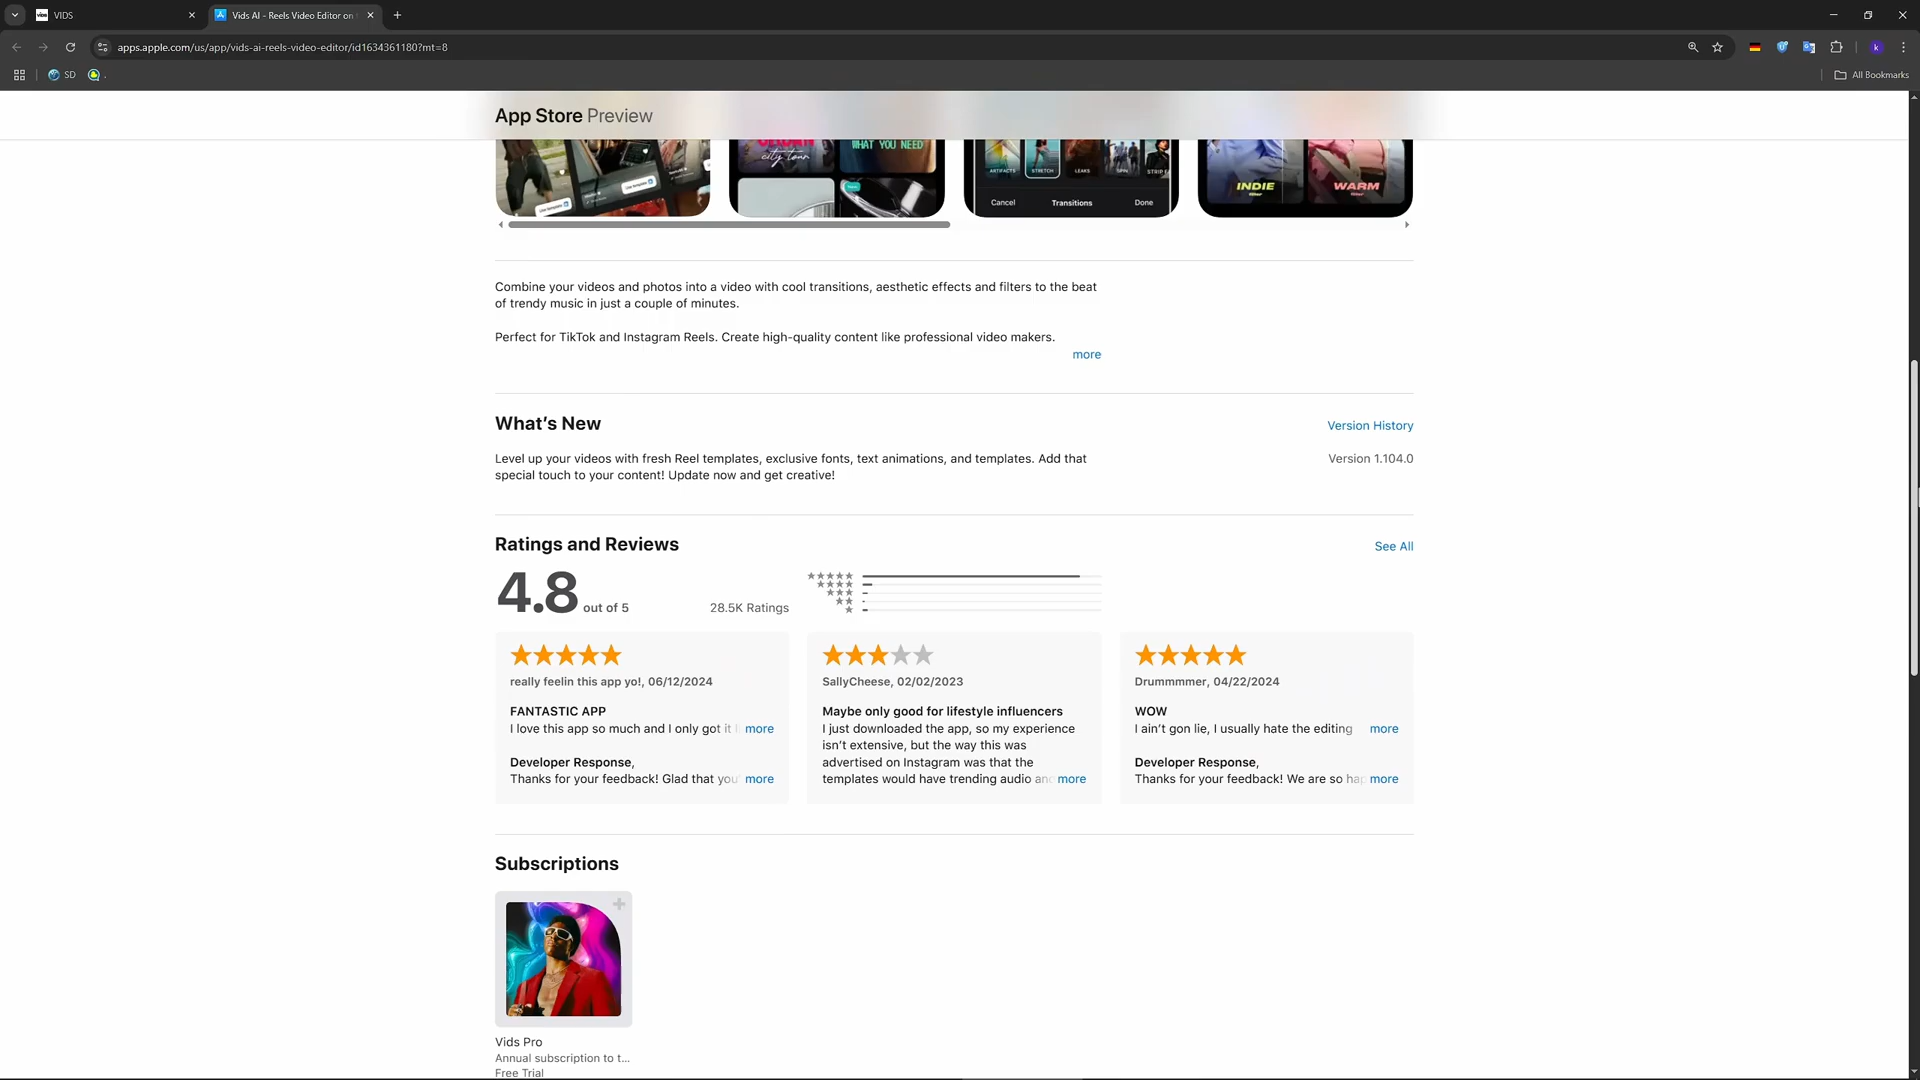 VIDS
Vids AI - Reels Video Editor on
apps.apple.com/us/app/vids-ai-reels-video-editor/id1634361180?mt=8
k
SD
.
All Bookmarks
App Store Preview
city tour
WHAT YOU NEED
ARTIFACTS
STRETCH
LEAKS
SPIN
STRIP F
Cancel
Transitions
Done
INDIE
WARM
Combine your videos and photos into a video with cool transitions, aesthetic effects and filters to the beat
of trendy music in just a couple of minutes.
Perfect for TikTok and Instagram Reels. Create high-quality content like professional video makers.
more
What’s New
Version History
Level up your videos with fresh Reel templates, exclusive fonts, text animations, and templates. Add that
special touch to your content! Update now and get creative!
Version 1.104.0
Ratings and Reviews
See All
4.8 out of 5
28.5K Ratings
really feelin this app yo!, 06/12/2024
FANTASTIC APP
I love this app so much and I only got it more
Developer Response,
Thanks for your feedback! Glad that you more
SallyCheese, 02/02/2023
Maybe only good for lifestyle influencers
I just downloaded the app, so my experience
isn’t extensive, but the way this was
advertised on Instagram was that the
templates would have trending audio and more
Drummmmer, 04/22/2024
WOW
I ain’t gon lie, I usually hate the editing more
Developer Response,
Thanks for your feedback! We are so hap more
Subscriptions
Vids Pro
Annual subscription to t...
Free Trial